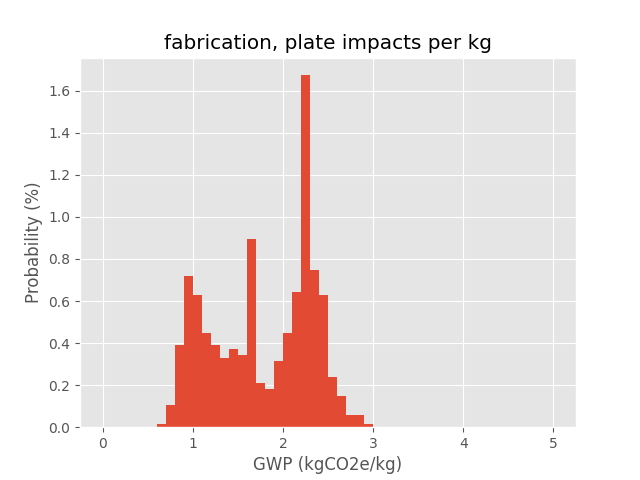 fabrication, plate impacts per kg
Probability (%)
1.6
1.4
1.2
1.0
0.8
0.6
0.4
0.2
0.0
0 1 2 3 4 5
GWP (kgCO2e/kg)